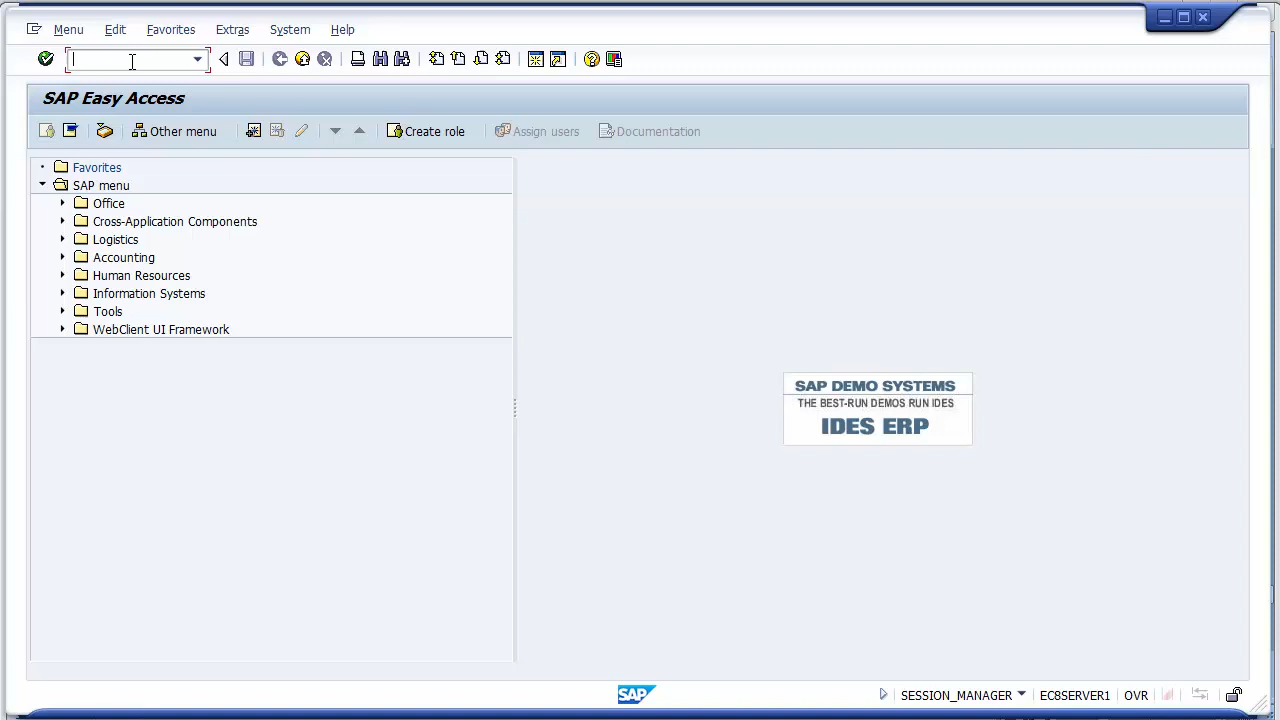 Menu Edit Favorites Extras System Help
SAP Easy Access
Other menu Create role Assign users Documentation
Favorites
SAP menu
Office
Cross-Application Components
Logistics
Accounting
Human Resources
Information Systems
Tools
WebClient UI Framework
SAP DEMO SYSTEMS
THE BEST-RUN DEMOS RUN IDES
IDES ERP
SAP SESSION_MANAGER EC8SERVER1 OVR